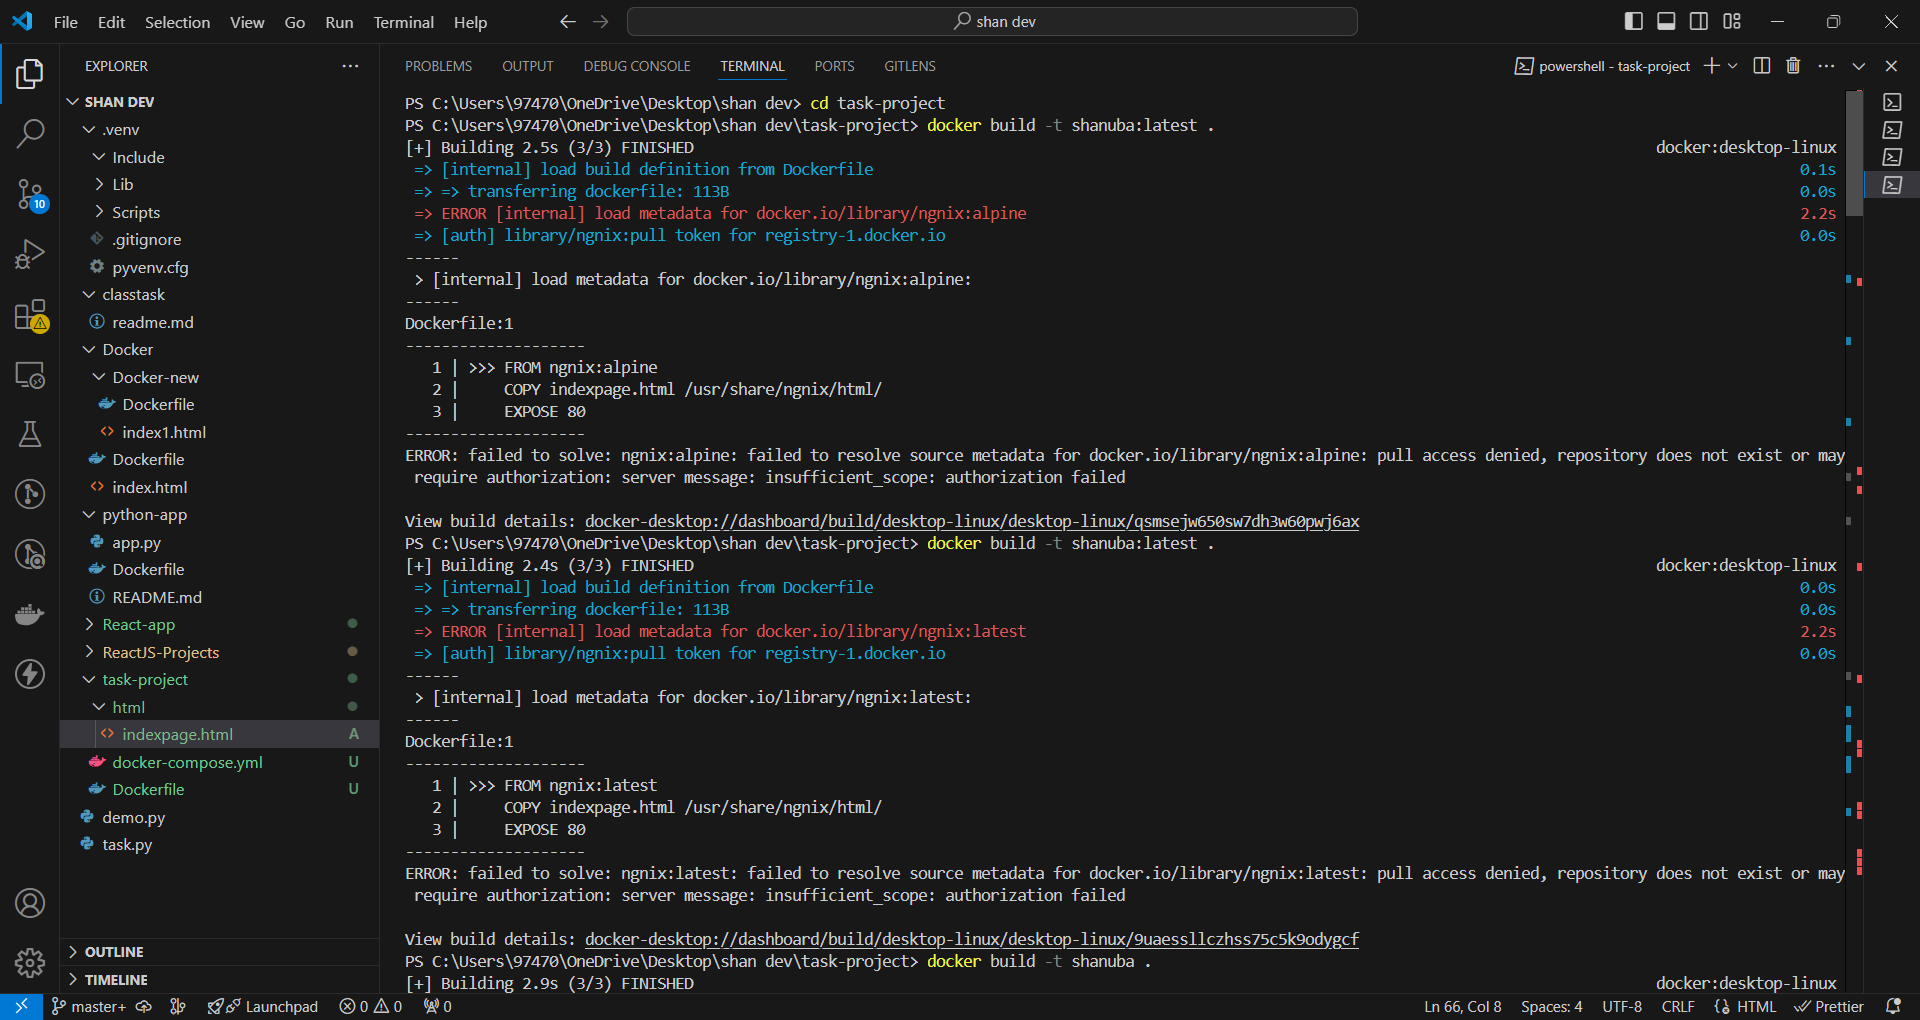 File Edit Selection View Go Run Terminal Help
shan dev
EXPLORER
SHAN DEV
.venv
Include
Lib
Scripts
.gitignore
pyvenv.cfg
classtask
readme.md
Docker
Docker-new
Dockerfile
index1.html
Dockerfile
index.html
python-app
app.py
Dockerfile
README.md
React-app
ReactJS-Projects
task-project
html
indexpage.html A
docker-compose.yml U
Dockerfile U
demo.py
task.py
OUTLINE
TIMELINE
10
PROBLEMS OUTPUT DEBUG CONSOLE TERMINAL PORTS GITLENS
powershell - task-project
PS C:\Users\97470\OneDrive\Desktop\shan dev> cd task-project
PS C:\Users\97470\OneDrive\Desktop\shan dev\task-project> docker build -t shanuba:latest .
[+] Building 2.5s (3/3) FINISHED docker:desktop-linux
=> [internal] load build definition from Dockerfile 0.1s
=> => transferring dockerfile: 113B 0.0s
=> ERROR [internal] load metadata for docker.io/library/ngnix:alpine 2.2s
=> [auth] library/ngnix:pull token for registry-1.docker.io 0.0s
------
> [internal] load metadata for docker.io/library/ngnix:alpine:
------
Dockerfile:1
--------------------
1 | >>> FROM ngnix:alpine
2 | COPY indexpage.html /usr/share/ngnix/html/
3 | EXPOSE 80
--------------------
ERROR: failed to solve: ngnix:alpine: failed to resolve source metadata for docker.io/library/ngnix:alpine: pull access denied, repository does not exist or may
require authorization: server message: insufficient_scope: authorization failed
View build details: docker-desktop://dashboard/build/desktop-linux/desktop-linux/qsmsejw650sw7dh3w60pwj6ax
PS C:\Users\97470\OneDrive\Desktop\shan dev\task-project> docker build -t shanuba:latest .
[+] Building 2.4s (3/3) FINISHED docker:desktop-linux
=> [internal] load build definition from Dockerfile 0.0s
=> => transferring dockerfile: 113B 0.0s
=> ERROR [internal] load metadata for docker.io/library/ngnix:latest 2.2s
=> [auth] library/ngnix:pull token for registry-1.docker.io 0.0s
------
> [internal] load metadata for docker.io/library/ngnix:latest:
------
Dockerfile:1
--------------------
1 | >>> FROM ngnix:latest
2 | COPY indexpage.html /usr/share/ngnix/html/
3 | EXPOSE 80
--------------------
ERROR: failed to solve: ngnix:latest: failed to resolve source metadata for docker.io/library/ngnix:latest: pull access denied, repository does not exist or may
require authorization: server message: insufficient_scope: authorization failed
View build details: docker-desktop://dashboard/build/desktop-linux/desktop-linux/9uaessllczhss75c5k9odygcf
PS C:\Users\97470\OneDrive\Desktop\shan dev\task-project> docker build -t shanuba .
[+] Building 2.9s (3/3) FINISHED docker:desktop-linux
master+ Launchpad 0 0 0 Ln 66, Col 8 Spaces: 4 UTF-8 CRLF HTML Prettier